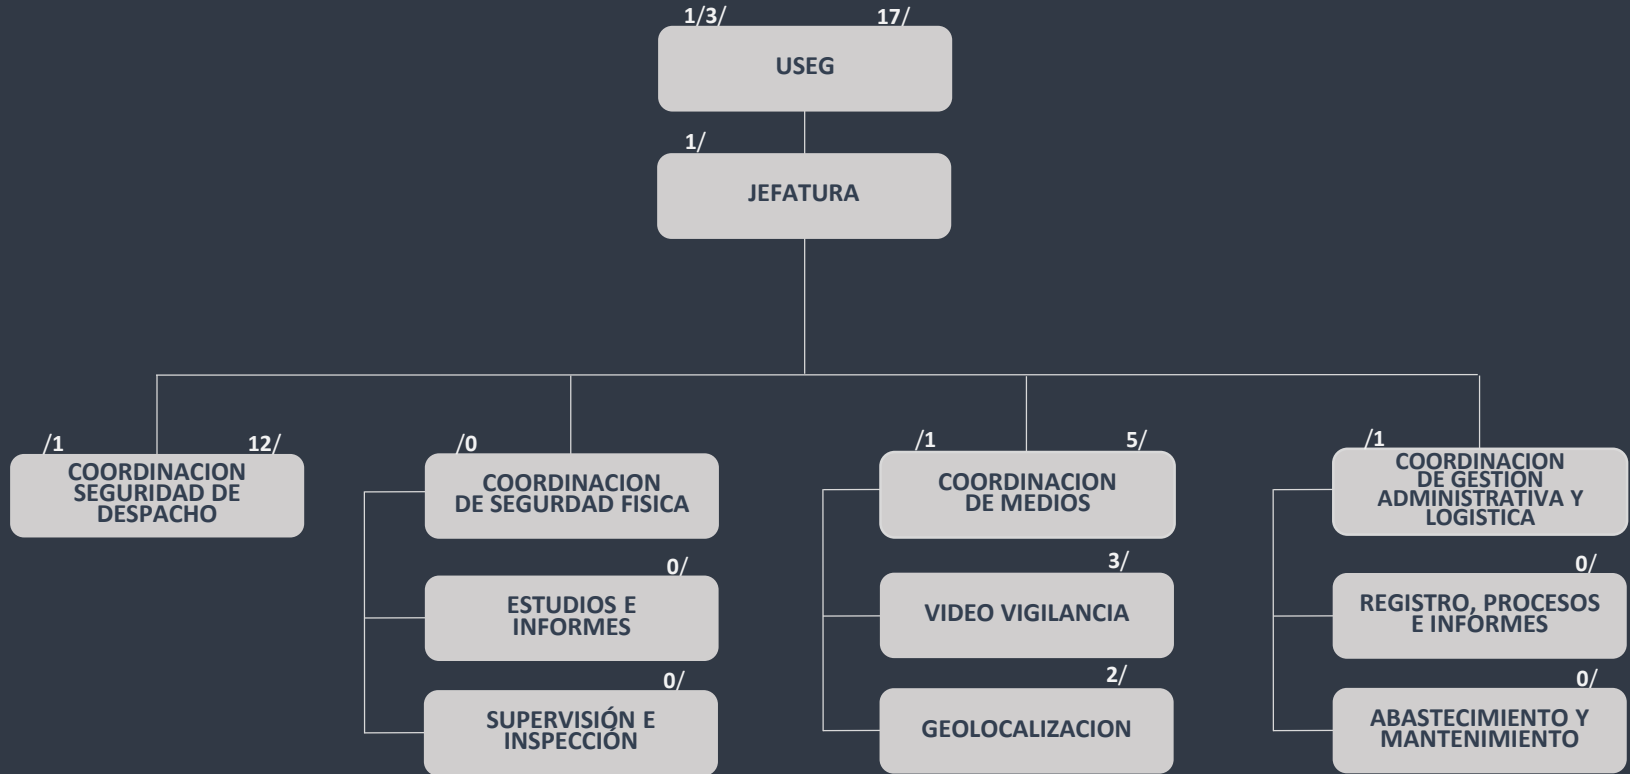 1/3/ 17/
USEG
1/
JEFATURA
/1 12/
COORDINACION
SEGURIDAD DE
DESPACHO
/0
COORDINACION
DE SEGURDAD FISICA
0/
ESTUDIOS E
INFORMES
0/
SUPERVISIÓN E
INSPECCIÓN
/1 5/
COORDINACION
DE MEDIOS
3/
VIDEO VIGILANCIA
2/
GEOLOCALIZACION
/1
COORDINACION
DE GESTION
ADMINISTRATIVA Y
LOGISTICA
0/
REGISTRO, PROCESOS
E INFORMES
0/
ABASTECIMIENTO Y
MANTENIMIENTO